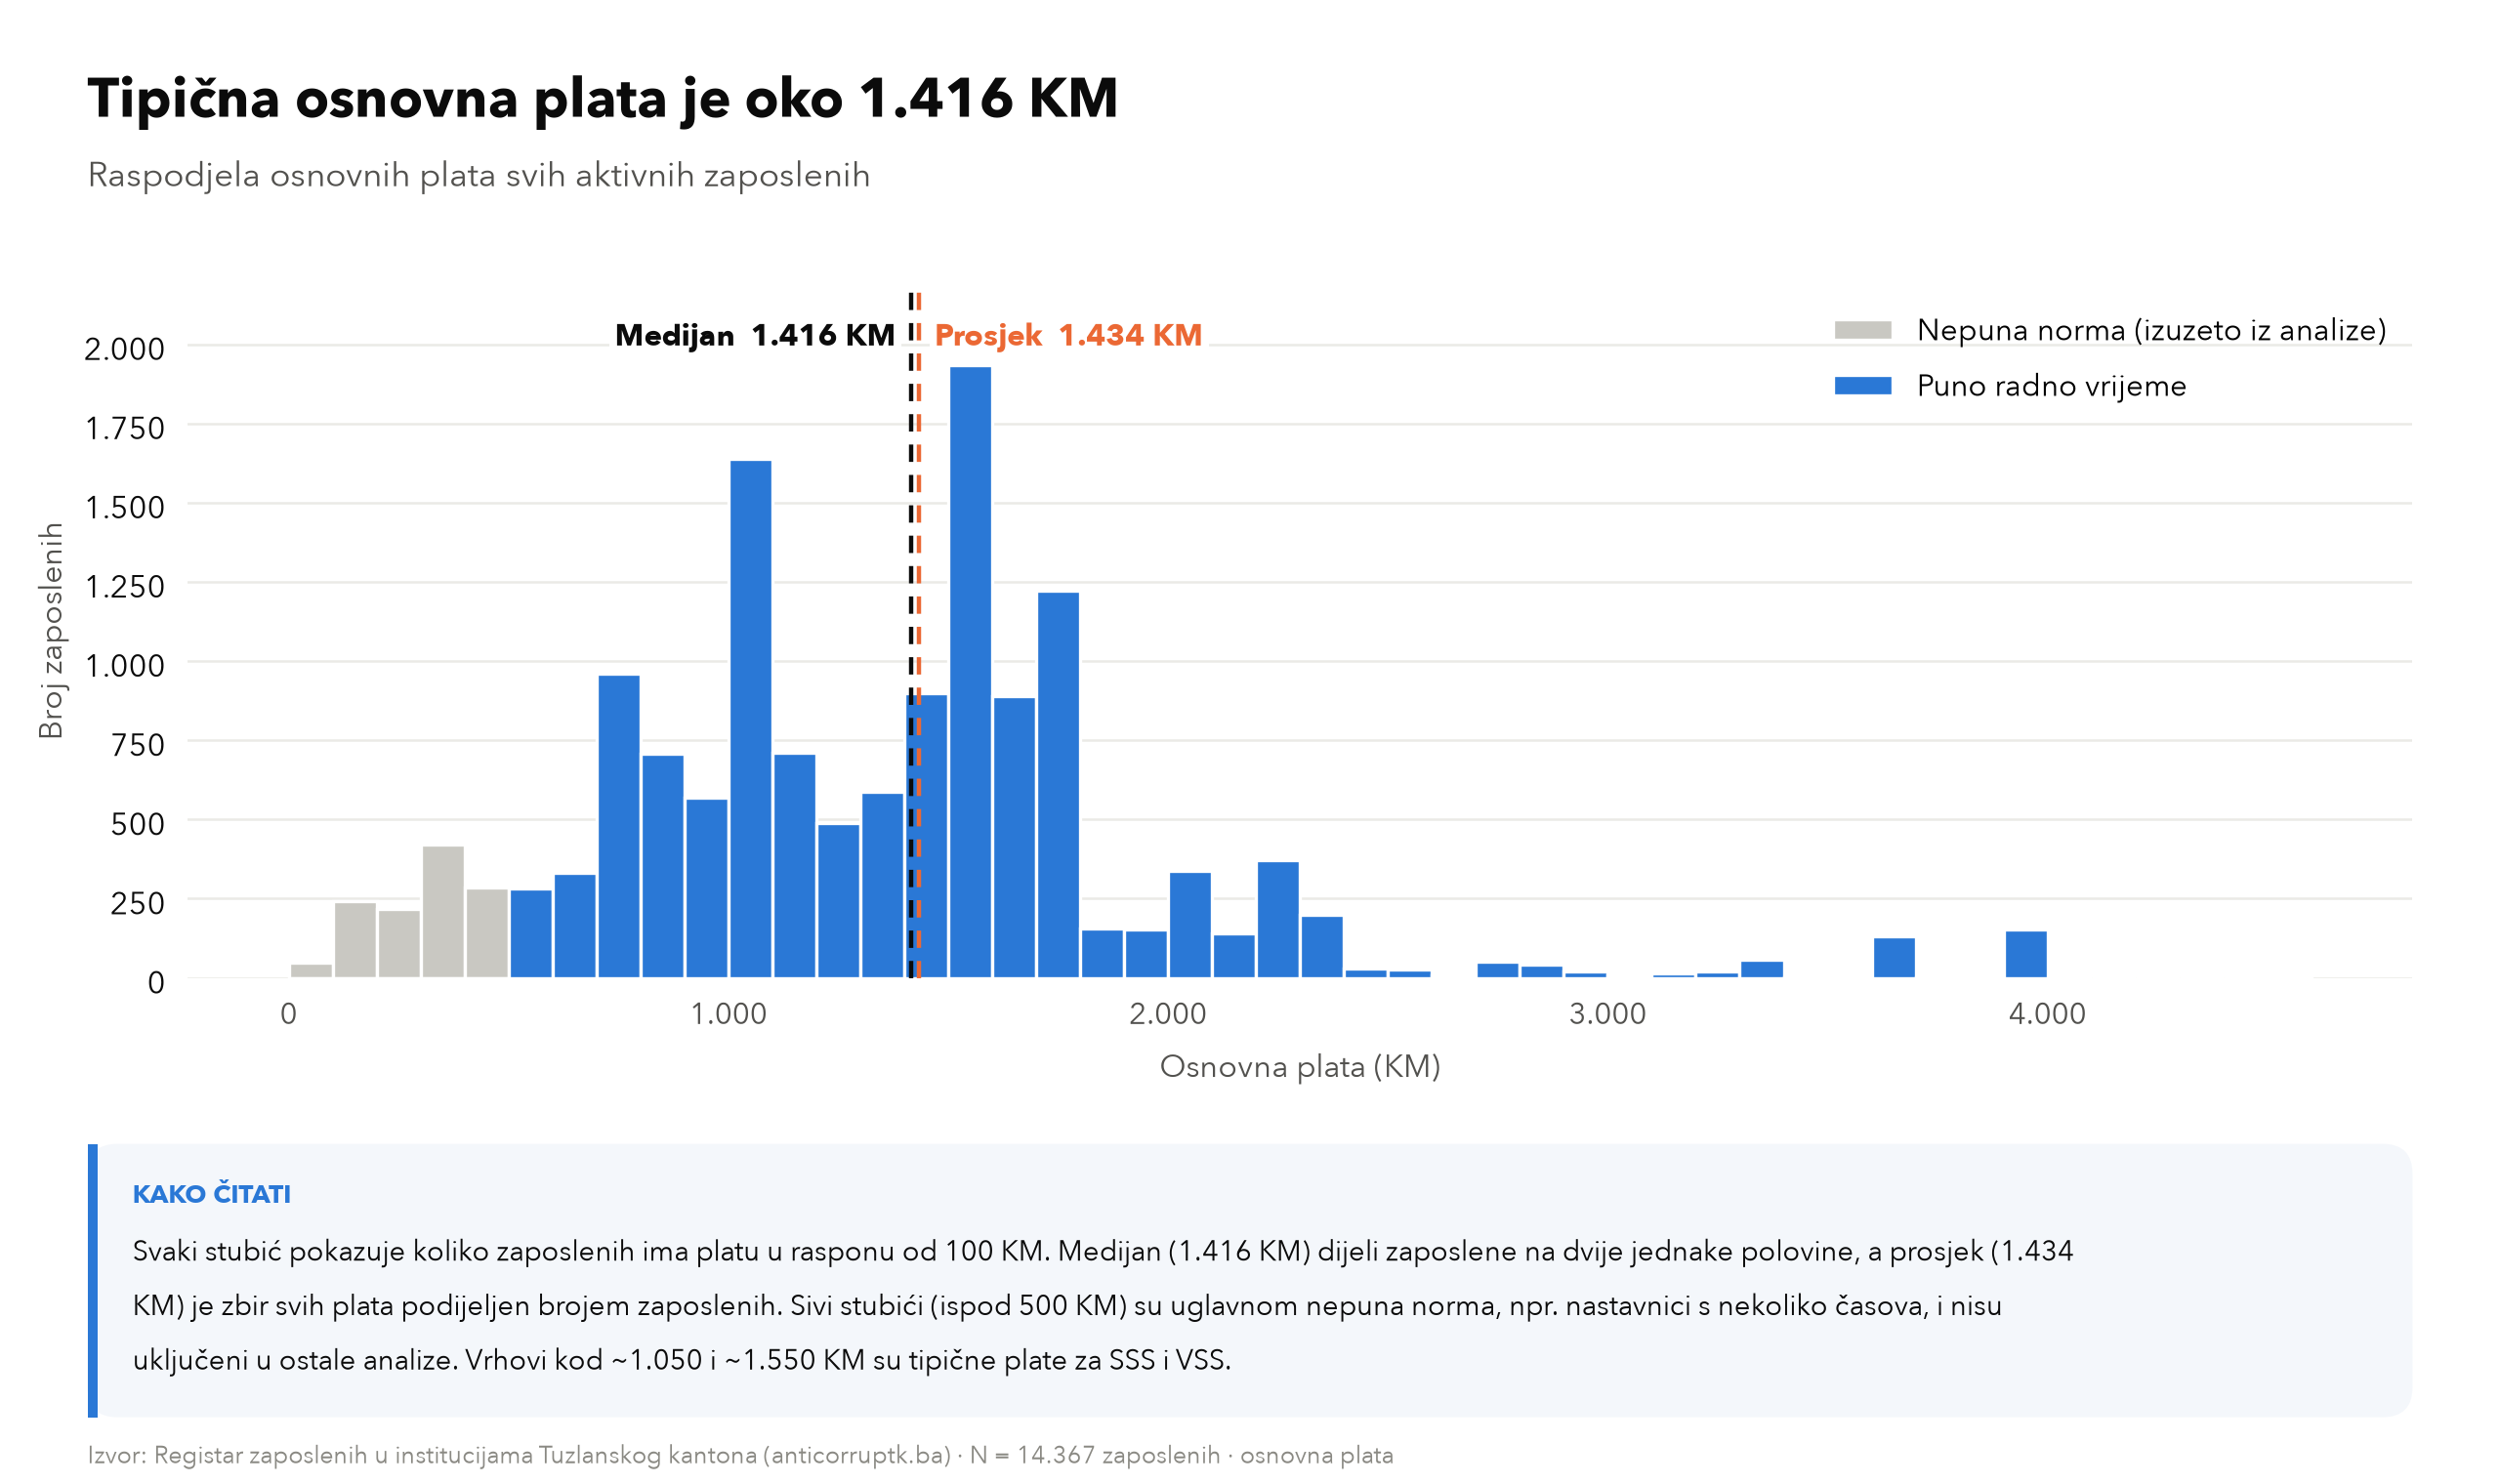 Tipična osnovna plata je oko 1.416 KM
Raspodjela osnovnih plata svih aktivnih zaposlenih
Medijan 1.416 KM
Prosjek 1.434 KM
Nepuna norma (izuzeto iz analize)
Puno radno vrijeme
Broj zaposlenih
2.000
1.750
1.500
1.250
1.000
750
500
250
0
0
1.000
2.000
3.000
4.000
Osnovna plata (KM)
KAKO ČITATI
Svaki stubić pokazuje koliko zaposlenih ima platu u rasponu od 100 KM. Medijan (1.416 KM) dijeli zaposlene na dvije jednake polovine, a prosjek (1.434
KM) je zbir svih plata podijeljen brojem zaposlenih. Sivi stubići (ispod 500 KM) su uglavnom nepuna norma, npr. nastavnici s nekoliko časova, i nisu
uključeni u ostale analize. Vrhovi kod ~1.050 i ~1.550 KM su tipične plate za SSS i VSS.
Izvor: Registar zaposlenih u institucijama Tuzlanskog kantona (anticorruptk.ba) · N = 14.367 zaposlenih · osnovna plata